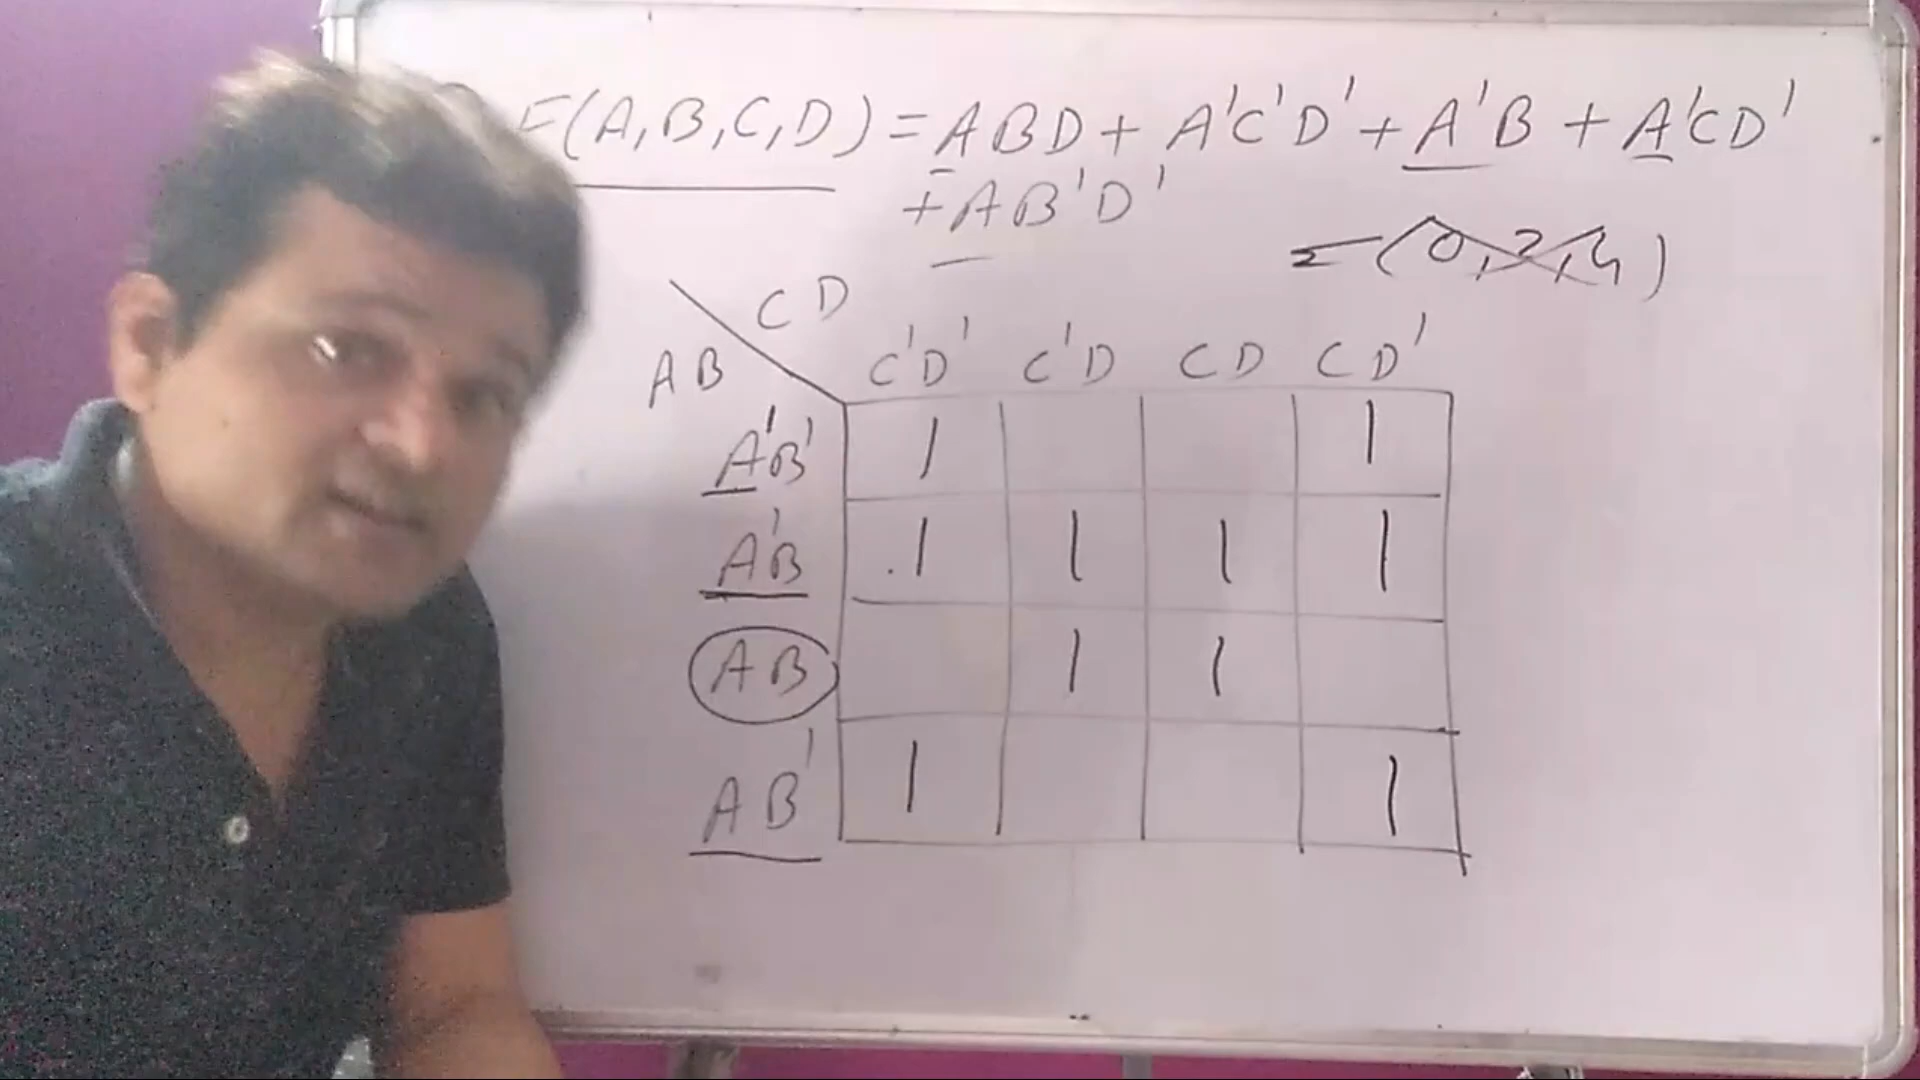 F(A,B,C,D) = ABD + A'C'D' + A'B + A'CD'
+ AB'D'
= (0,2,4)
CD
AB
C'D' C'D CD CD'
A'B' 1 1
A'B 1 1 1 1
AB 1 1
AB' 1 1